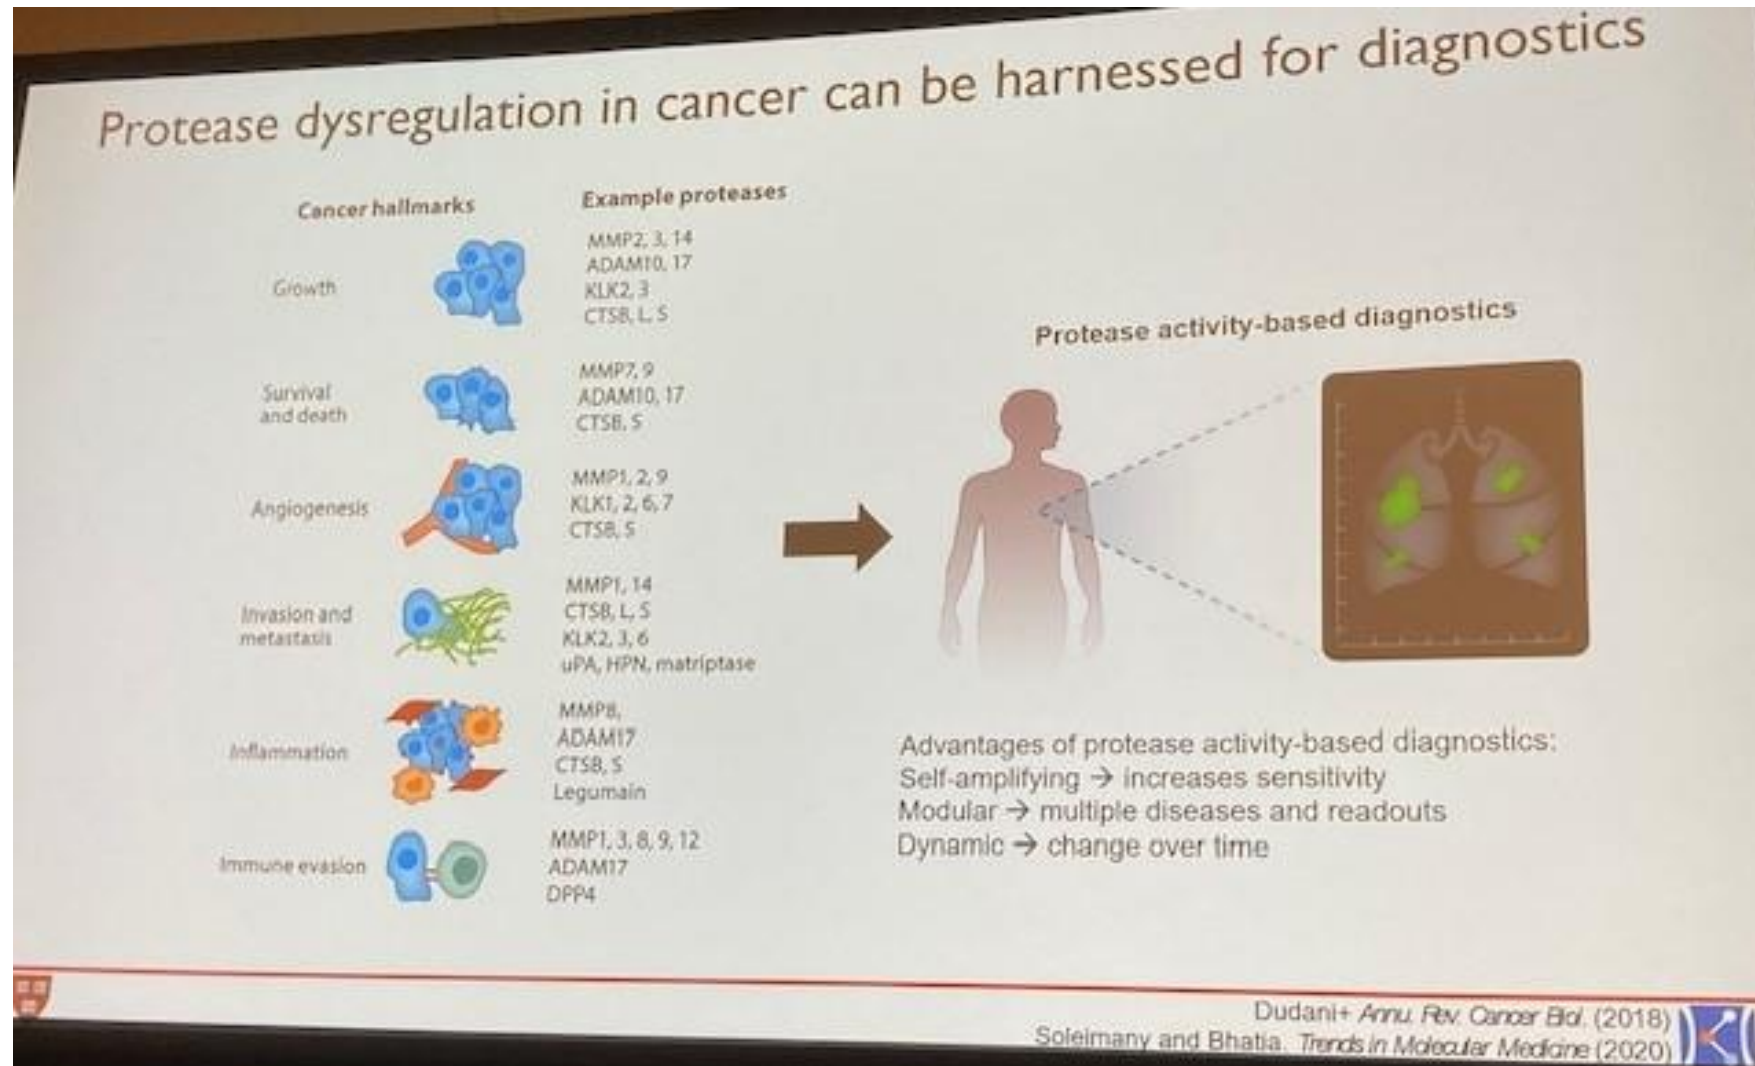 Protease dysregulation in cancer can be harnessed for diagnostics
Cancer hallmarks
Example proteases
Growth
MMP2, 3, 14
ADAM10, 17
KLK2, 3
CTSB, L, S
Survival
and death
MMP7, 9
ADAM10, 17
CTSB, S
Angiogenesis
MMP1, 2, 9
KLK1, 2, 6, 7
CTSB, S
Invasion and
metastasis
MMP1, 14
CTSB, L, S
KLK2, 3, 6
uPA, HPN, matriptase
Inflammation
MMP8,
ADAM17
CTSB, S
Legumain
Immune evasion
MMP1, 3, 8, 9, 12
ADAM17
DPP4
Protease activity-based diagnostics
Advantages of protease activity-based diagnostics:
Self-amplifying → increases sensitivity
Modular → multiple diseases and readouts
Dynamic → change over time
Dudani+ Annu. Rev. Cancer Biol. (2018)
Soleimany and Bhatia. Trends in Molecular Medicine (2020)